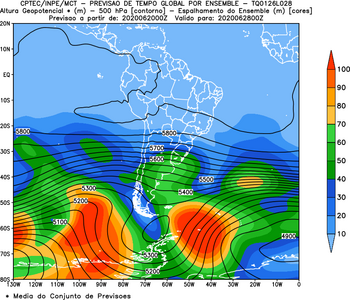 CPTEC/INPE/MCT - PREVISAO DE TEMPO GLOBAL POR ENSEMBLE - TQ0126L028
Altura Geopotencial * (m) - 500 hPa [contorno] - Espalhamento do Ensemble (m) [cores]
Previsao a partir de: 2020062000Z Valido para: 2020062800Z
20N
10N
EQ
10S
20S
30S
40S
50S
60S
70S
80S
130W 120W 110W 100W 90W 80W 70W 60W 50W 40W 30W 20W 10W 0
5800
5800
5700
5600
5500
5400
5300
5200
5100
5300
5200
4900
100
90
80
70
60
50
40
30
20
10
* Media do Conjunto de Previsoes